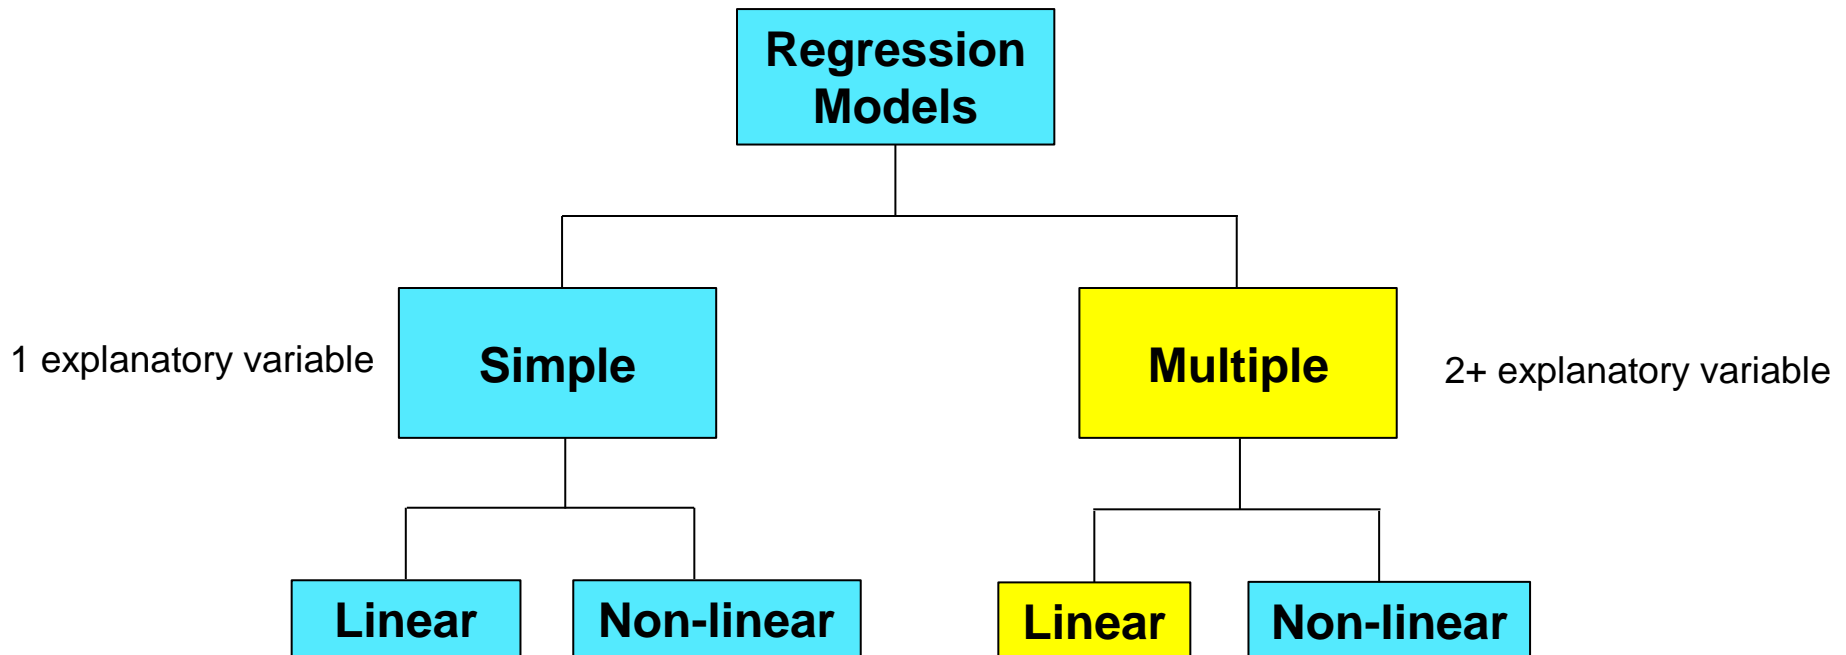 Regression
Models
1 explanatory variable
Simple
Multiple
2+ explanatory variable
Linear
Non-linear
Linear
Non-linear